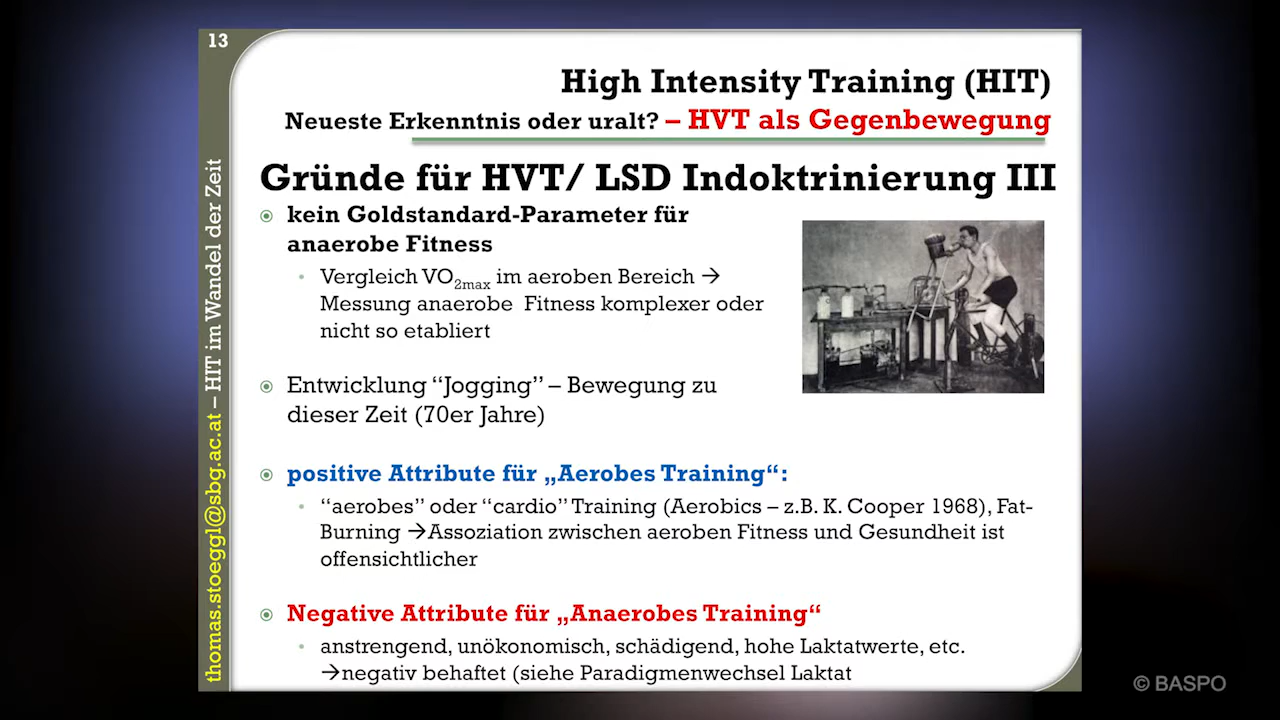 13
High Intensity Training (HIT)
Neueste Erkenntnis oder uralt? – HVT als Gegenbewegung
Gründe für HVT/ LSD Indoktrinierung III
kein Goldstandard-Parameter für
anaerobe Fitness
Vergleich VO2max im aeroben Bereich →
Messung anaerobe Fitness komplexer oder
nicht so etabliert
Entwicklung “Jogging” – Bewegung zu
dieser Zeit (70er Jahre)
positive Attribute für „Aerobes Training“:
“aerobes” oder “cardio” Training (Aerobics – z.B. K. Cooper 1968), Fat-
Burning →Assoziation zwischen aeroben Fitness und Gesundheit ist
offensichtlicher
Negative Attribute für „Anaerobes Training“
anstrengend, unökonomisch, schädigend, hohe Laktatwerte, etc.
→negativ behaftet (siehe Paradigmenwechsel Laktat
thomas.stoeggl@sbg.ac.at – HIT im Wandel der Zeit
© BASPO